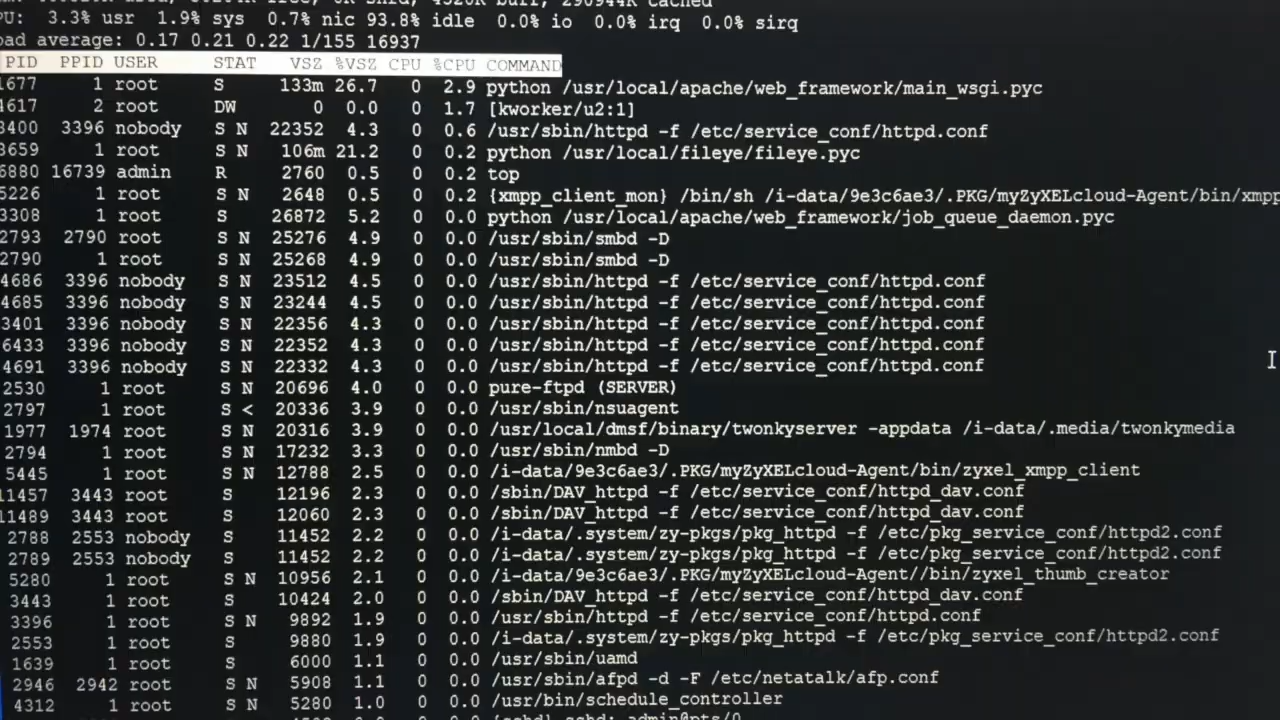 4320K buff, 290944K cached
PU: 3.3% usr 1.9% sys 0.7% nic 93.8% idle 0.0% io 0.0% irq 0.0% sirq
oad average: 0.17 0.21 0.22 1/155 16937
PID PPID USER STAT VSZ %VSZ CPU %CPU COMMAND
1677 1 root S 133m 26.7 0 2.9 python /usr/local/apache/web_framework/main_wsgi.pyc
4617 2 root DW 0 0.0 0 1.7 [kworker/u2:1]
3400 3396 nobody S N 22352 4.3 0 0.6 /usr/sbin/httpd -f /etc/service_conf/httpd.conf
3659 1 root S N 106m 21.2 0 0.2 python /usr/local/fileye/fileye.pyc
6880 16739 admin R 2760 0.5 0 0.2 top
5226 1 root S N 2648 0.5 0 0.2 {xmpp_client_mon} /bin/sh /i-data/9e3c6ae3/.PKG/myZyXELcloud-Agent/bin/xmpp
3308 1 root S 26872 5.2 0 0.0 python /usr/local/apache/web_framework/job_queue_daemon.pyc
2793 2790 root S N 25276 4.9 0 0.0 /usr/sbin/smbd -D
2790 1 root S N 25268 4.9 0 0.0 /usr/sbin/smbd -D
4686 3396 nobody S N 23512 4.5 0 0.0 /usr/sbin/httpd -f /etc/service_conf/httpd.conf
4685 3396 nobody S N 23244 4.5 0 0.0 /usr/sbin/httpd -f /etc/service_conf/httpd.conf
3401 3396 nobody S N 22356 4.3 0 0.0 /usr/sbin/httpd -f /etc/service_conf/httpd.conf
6433 3396 nobody S N 22352 4.3 0 0.0 /usr/sbin/httpd -f /etc/service_conf/httpd.conf
4691 3396 nobody S N 22332 4.3 0 0.0 /usr/sbin/httpd -f /etc/service_conf/httpd.conf
2530 1 root S N 20696 4.0 0 0.0 pure-ftpd (SERVER)
2797 1 root S < 20336 3.9 0 0.0 /usr/sbin/nsuagent
1977 1974 root S N 20316 3.9 0 0.0 /usr/local/dmsf/binary/twonkyserver -appdata /i-data/.media/twonkymedia
2794 1 root S N 17232 3.3 0 0.0 /usr/sbin/nmbd -D
5445 1 root S N 12788 2.5 0 0.0 /i-data/9e3c6ae3/.PKG/myZyXELcloud-Agent/bin/zyxel_xmpp_client
11457 3443 root S 12196 2.3 0 0.0 /sbin/DAV_httpd -f /etc/service_conf/httpd_dav.conf
11489 3443 root S 12060 2.3 0 0.0 /sbin/DAV_httpd -f /etc/service_conf/httpd_dav.conf
2788 2553 nobody S 11452 2.2 0 0.0 /i-data/.system/zy-pkgs/pkg_httpd -f /etc/pkg_service_conf/httpd2.conf
2789 2553 nobody S 11452 2.2 0 0.0 /i-data/.system/zy-pkgs/pkg_httpd -f /etc/pkg_service_conf/httpd2.conf
5280 1 root S N 10956 2.1 0 0.0 /i-data/9e3c6ae3/.PKG/myZyXELcloud-Agent//bin/zyxel_thumb_creator
3443 1 root S 10424 2.0 0 0.0 /sbin/DAV_httpd -f /etc/service_conf/httpd_dav.conf
3396 1 root S N 9892 1.9 0 0.0 /usr/sbin/httpd -f /etc/service_conf/httpd.conf
2553 1 root S 9880 1.9 0 0.0 /i-data/.system/zy-pkgs/pkg_httpd -f /etc/pkg_service_conf/httpd2.conf
1639 1 root S 6000 1.1 0 0.0 /usr/sbin/uamd
2946 2942 root S N 5908 1.1 0 0.0 /usr/sbin/afpd -d -F /etc/netatalk/afp.conf
4312 1 root S N 5280 1.0 0 0.0 /usr/bin/schedule_controller
{sshd} sshd: admin@pts/0